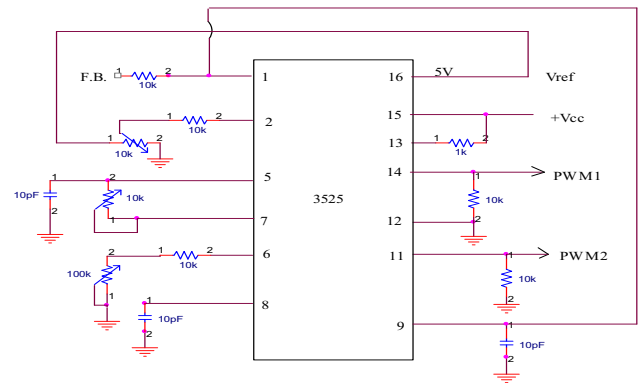 1 2
F.B. 10k 1 16 5V Vref
1 2
10k 2 15 +Vcc
1 2
10k 13 1 2
1k
14 PWM1
1 2 5 1
10pF 10k 10k
2 1 7 3525 12 2
2 1 2 6 11 1 PWM2
100k 10k 10k
1 1 8 2
10pF 9 1
2 10pF
2